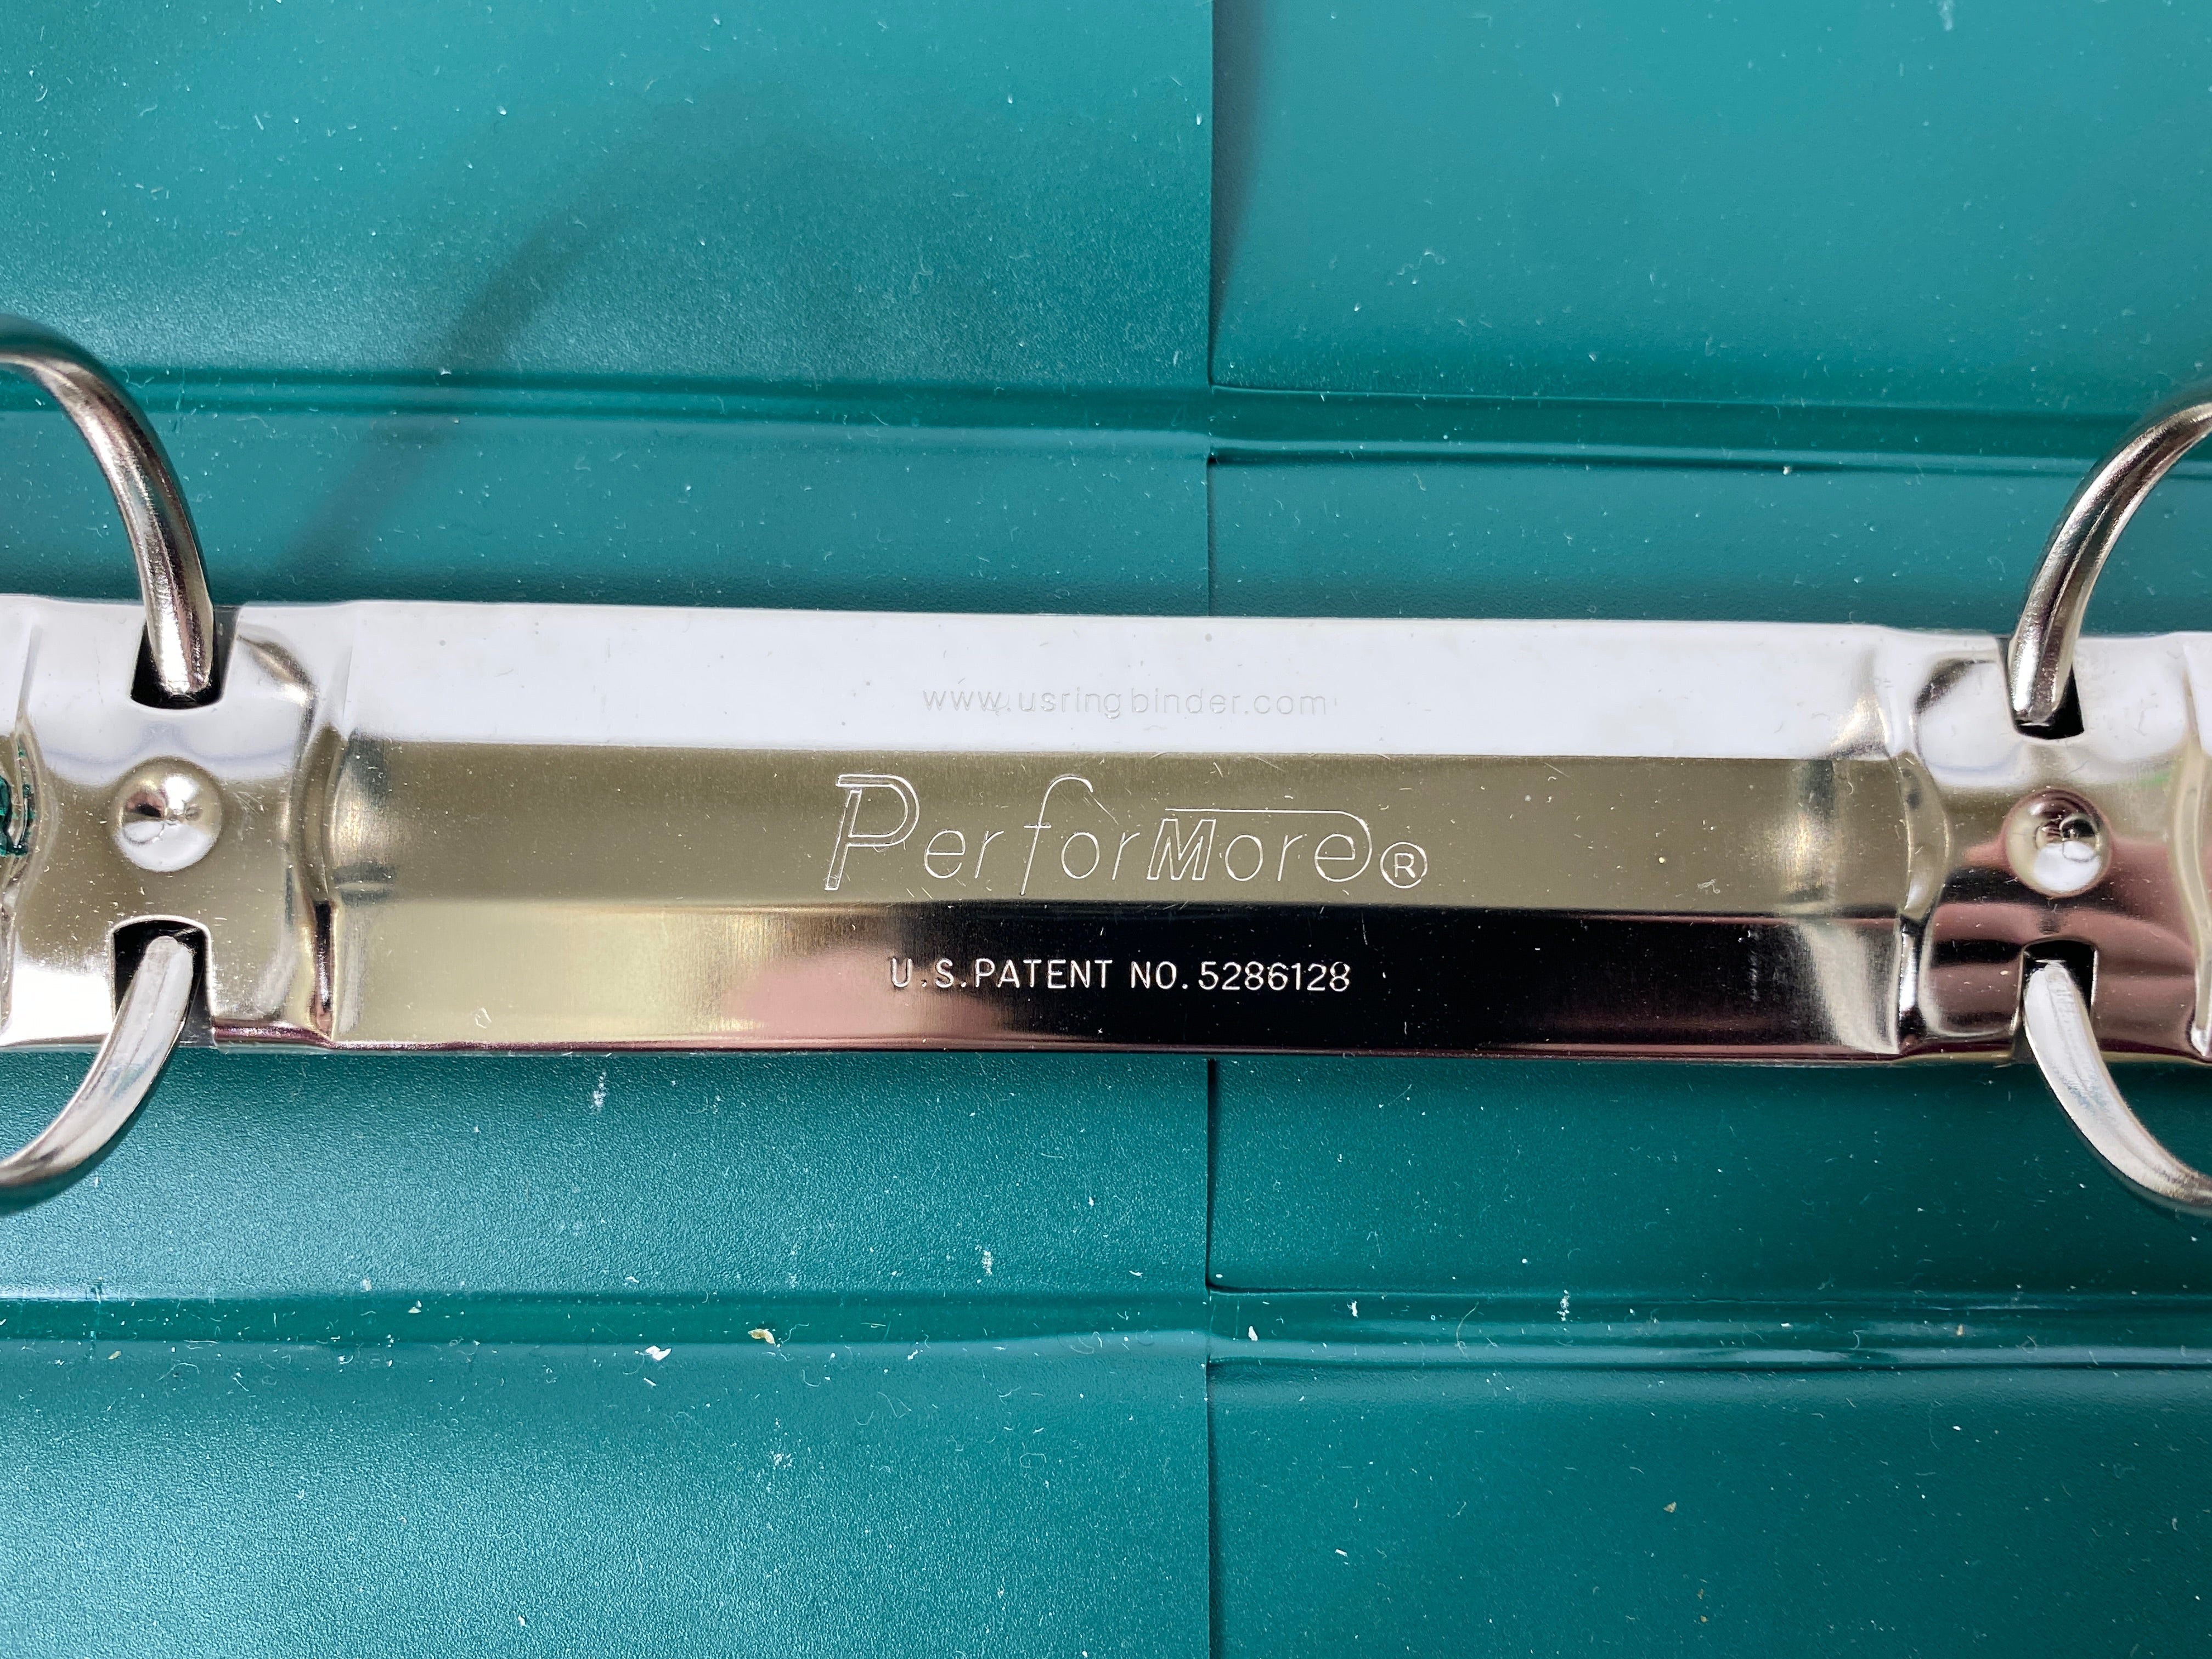 www.usringbinder.com
PerforMore®
U.S.PATENT NO.5286128